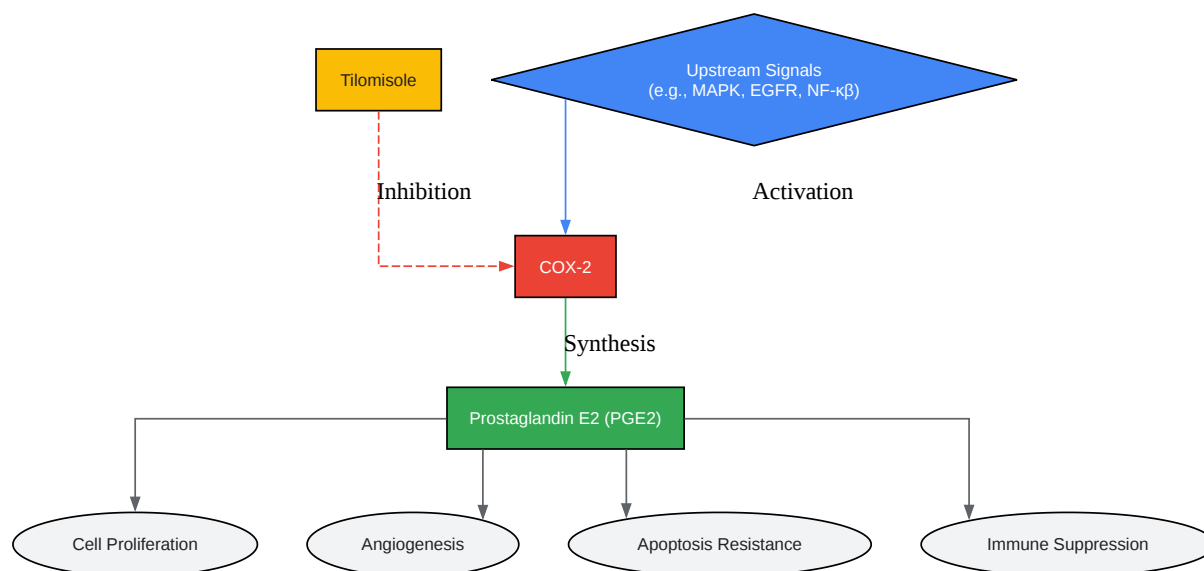 Tilomisole
Upstream Signals
(e.g., MAPK, EGFR, NF-κβ)
Inhibition
Activation
COX-2
Synthesis
Prostaglandin E2 (PGE2)
Cell Proliferation
Angiogenesis
Apoptosis Resistance
Immune Suppression